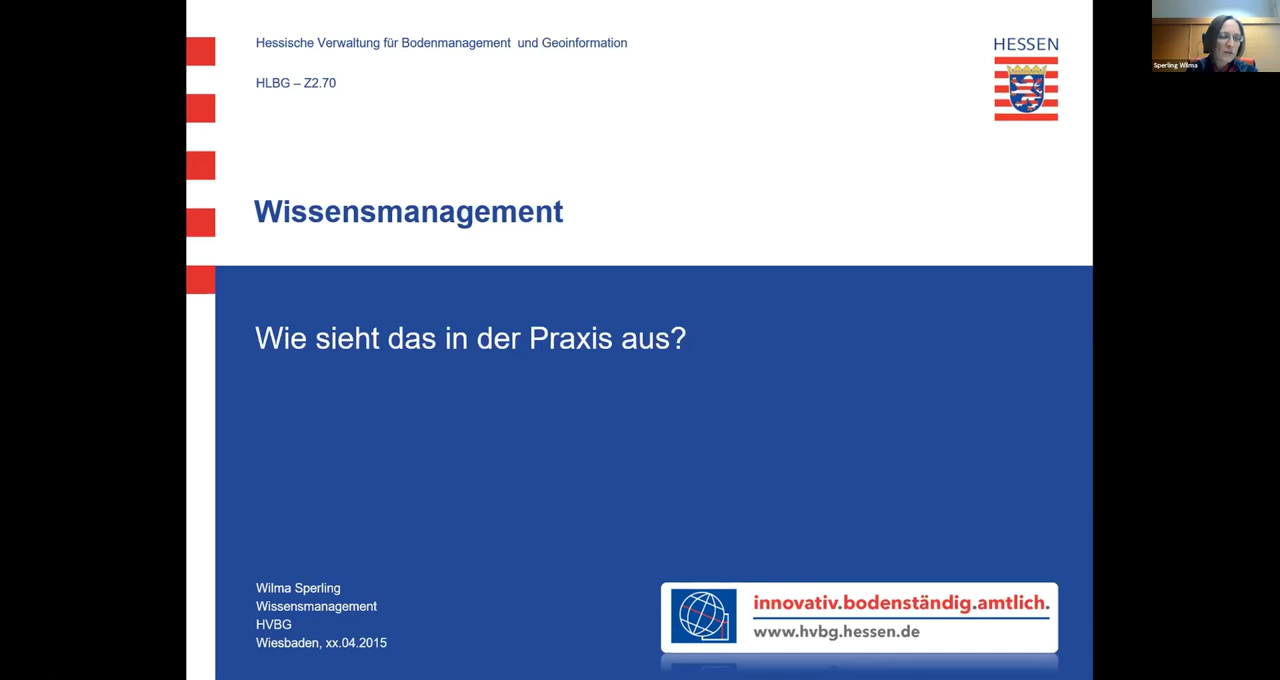 Hessische Verwaltung für Bodenmanagement und Geoinformation
HLBG – Z2.70
HESSEN
Sperling Wilma
Wissensmanagement
Wie sieht das in der Praxis aus?
Wilma Sperling
Wissensmanagement
HVBG
Wiesbaden, xx.04.2015
innovativ.bodenständig.amtlich.
www.hvbg.hessen.de